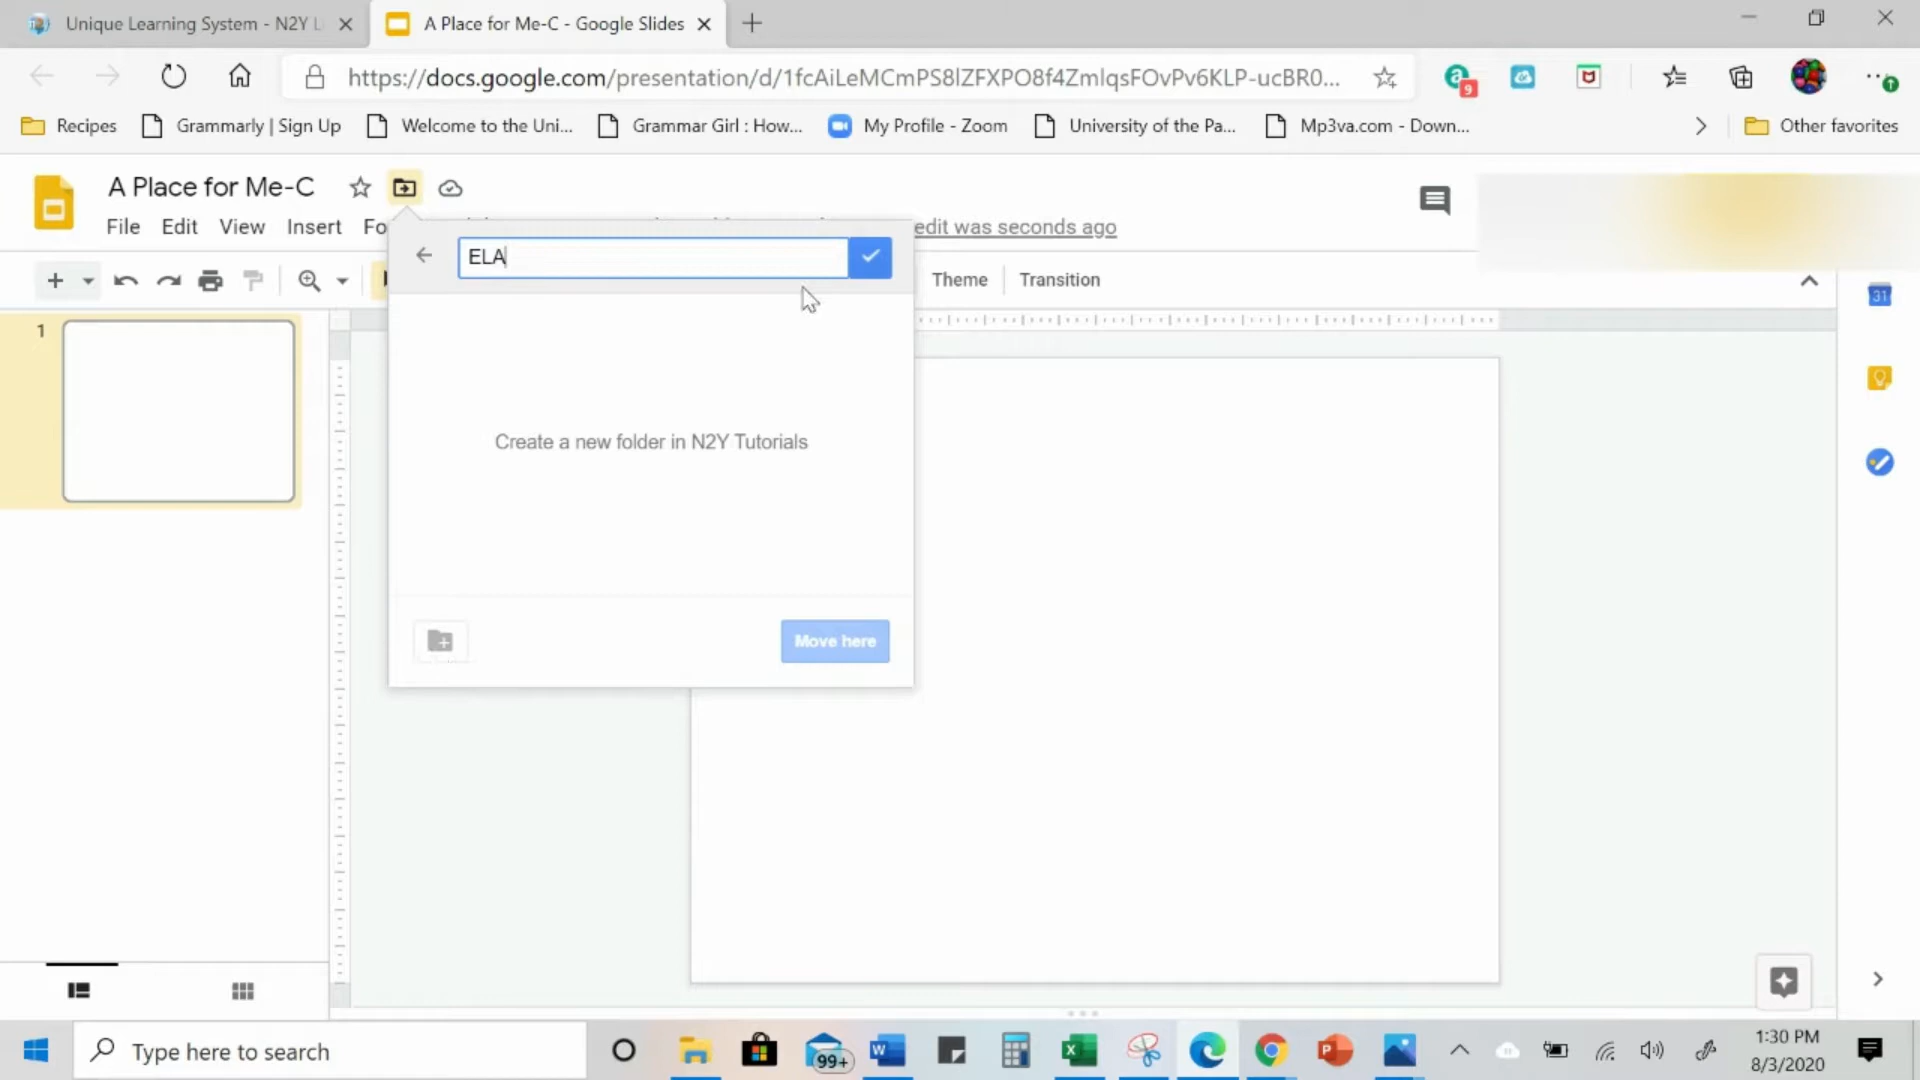 Unique Learning System - N2Y Li
A Place for Me-C - Google Slides
https://docs.google.com/presentation/d/1fcAiLeMCmPS8lZFXPO8f4ZmlqsFOvPv6KLP-ucBR0...
9
Recipes
Grammarly | Sign Up
Welcome to the Uni...
Grammar Girl : How...
My Profile - Zoom
University of the Pa...
Mp3va.com - Down...
Other favorites
A Place for Me-C
File
Edit
View
Insert
Fo
edit was seconds ago
ELA
Theme
Transition
31
1
Create a new folder in N2Y Tutorials
Move here
Type here to search
99+
1:30 PM
8/3/2020